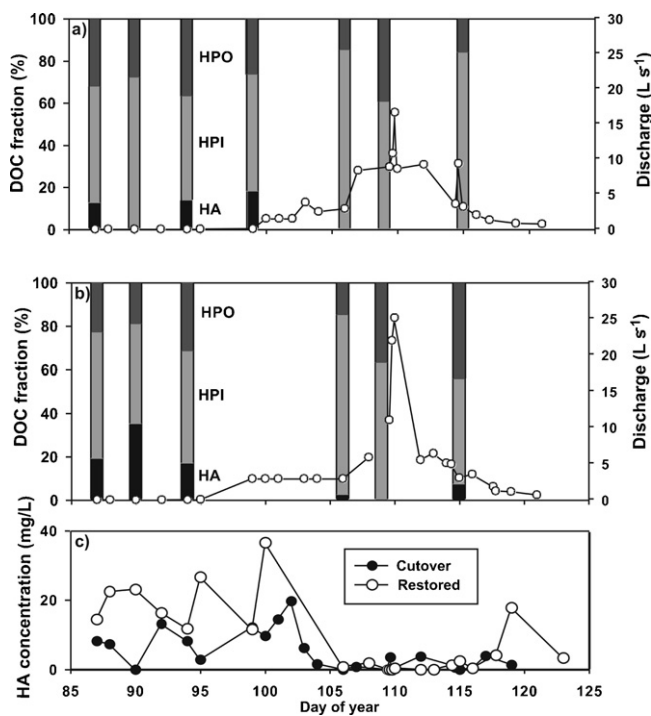 a)
DOC fraction (%)
100
80
60
40
20
0
HPO
HPI
HA
30
25
20
15
10
5
0
Discharge (L s⁻¹)
b)
DOC fraction (%)
100
80
60
40
20
0
HPO
HPI
HA
30
25
20
15
10
5
0
Discharge (L s⁻¹)
c)
HA concentration (mg/L)
40
20
0
Cutover
Restored
85 90 95 100 105 110 115 120 125
Day of year